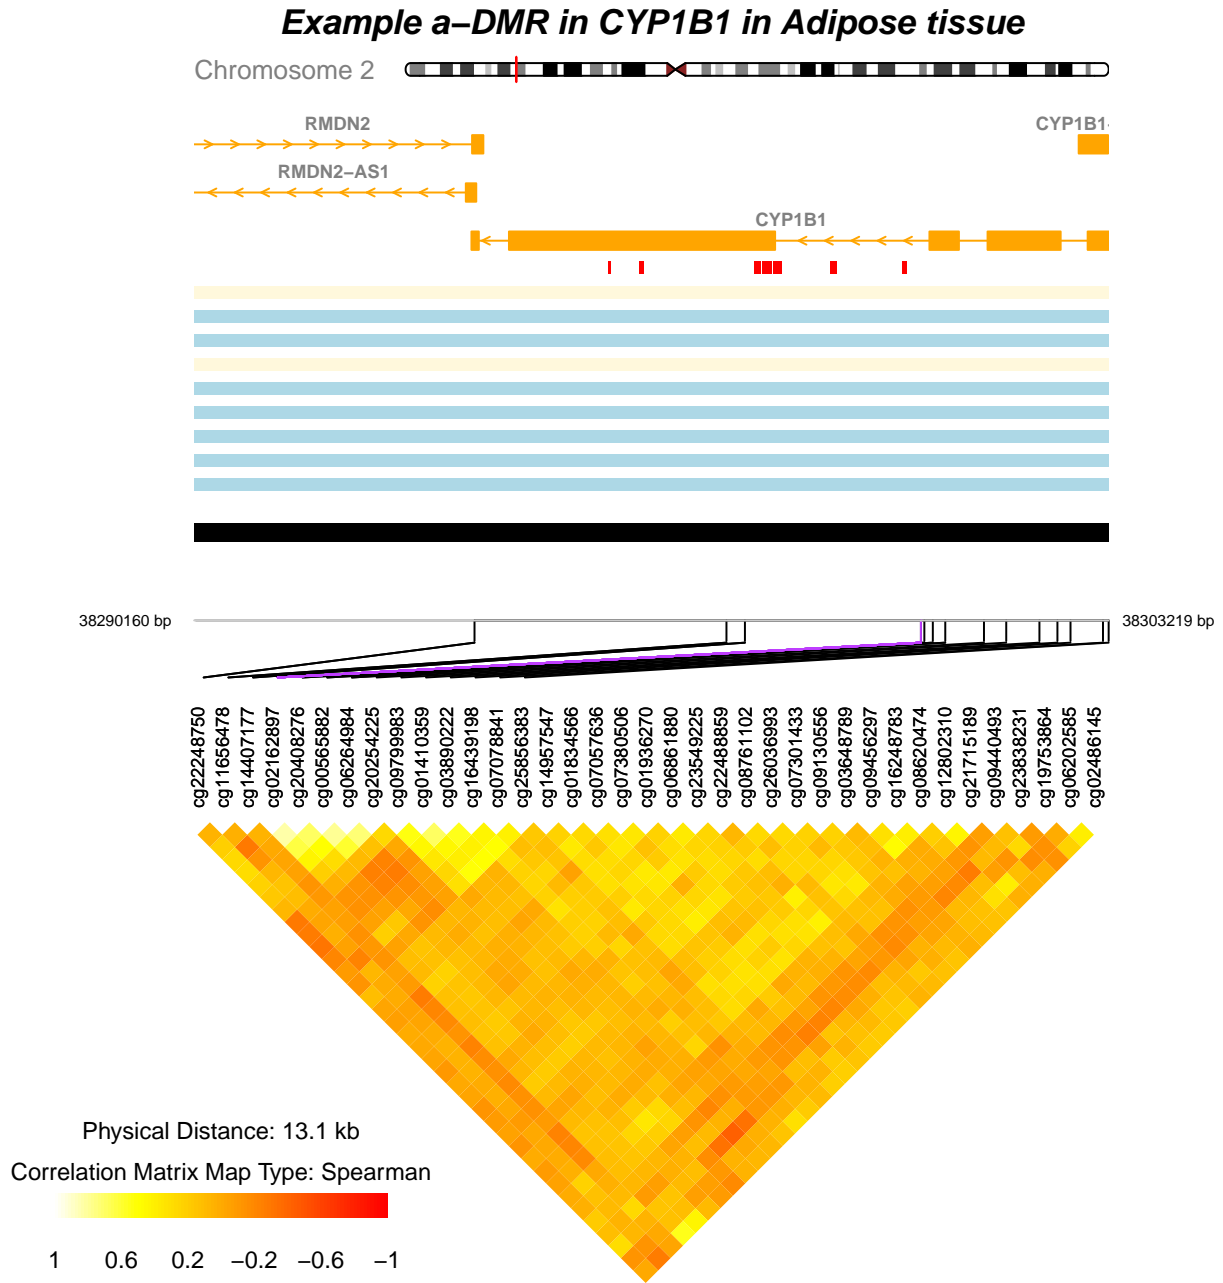 Example a–DMR in CYP1B1 in Adipose tissue
Chromosome 2
RMDN2
CYP1B1-
RMDN2–AS1
CYP1B1
38290160 bp
38303219 bp
cg22248750
cg11656478
cg14407177
cg02162897
cg20408276
cg00565882
cg06264984
cg20254225
cg09799983
cg01410359
cg03890222
cg16439198
cg07078841
cg25856383
cg14957547
cg01834566
cg07057636
cg07380506
cg01936270
cg06861880
cg23549225
cg22488859
cg08761102
cg26036993
cg07301433
cg09130556
cg03648789
cg09456297
cg16248783
cg08620474
cg12802310
cg21715189
cg09440493
cg23838231
cg19753864
cg06202585
cg02486145
Physical Distance: 13.1 kb
Correlation Matrix Map Type: Spearman
1 0.6 0.2 −0.2 −0.6 −1